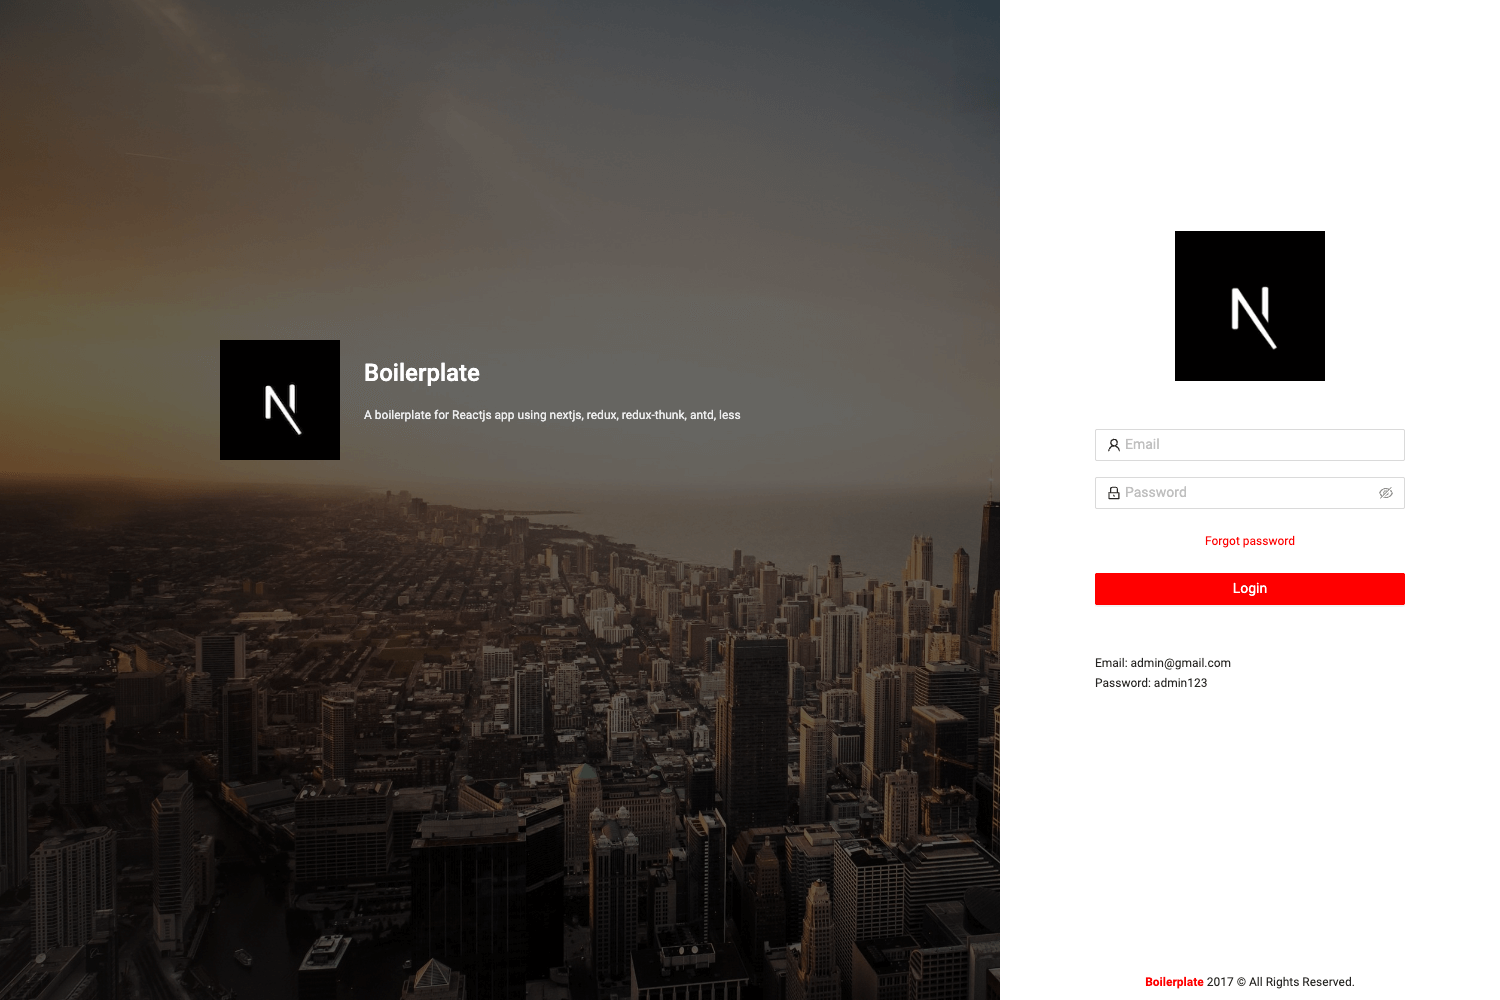 Boilerplate
A boilerplate for Reactjs app using nextjs, redux, redux-thunk, antd, less
Email
Password
Forgot password
Login
Email: admin@gmail.com
Password: admin123
Boilerplate 2017 © All Rights Reserved.